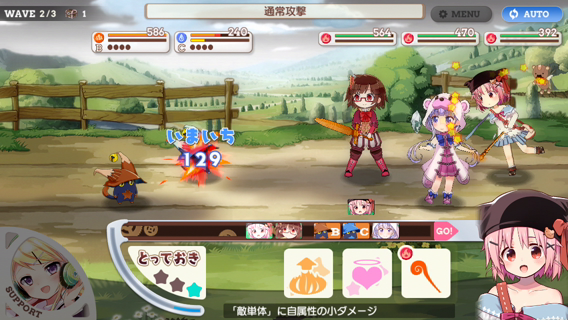 WAVE 2/3 1
通常攻撃
MENU
AUTO
586
B
240
C
564
470
392
いまいち
129
B C GO!
とっておき
SUPPORT
「敵単体」に自属性の小ダメージ